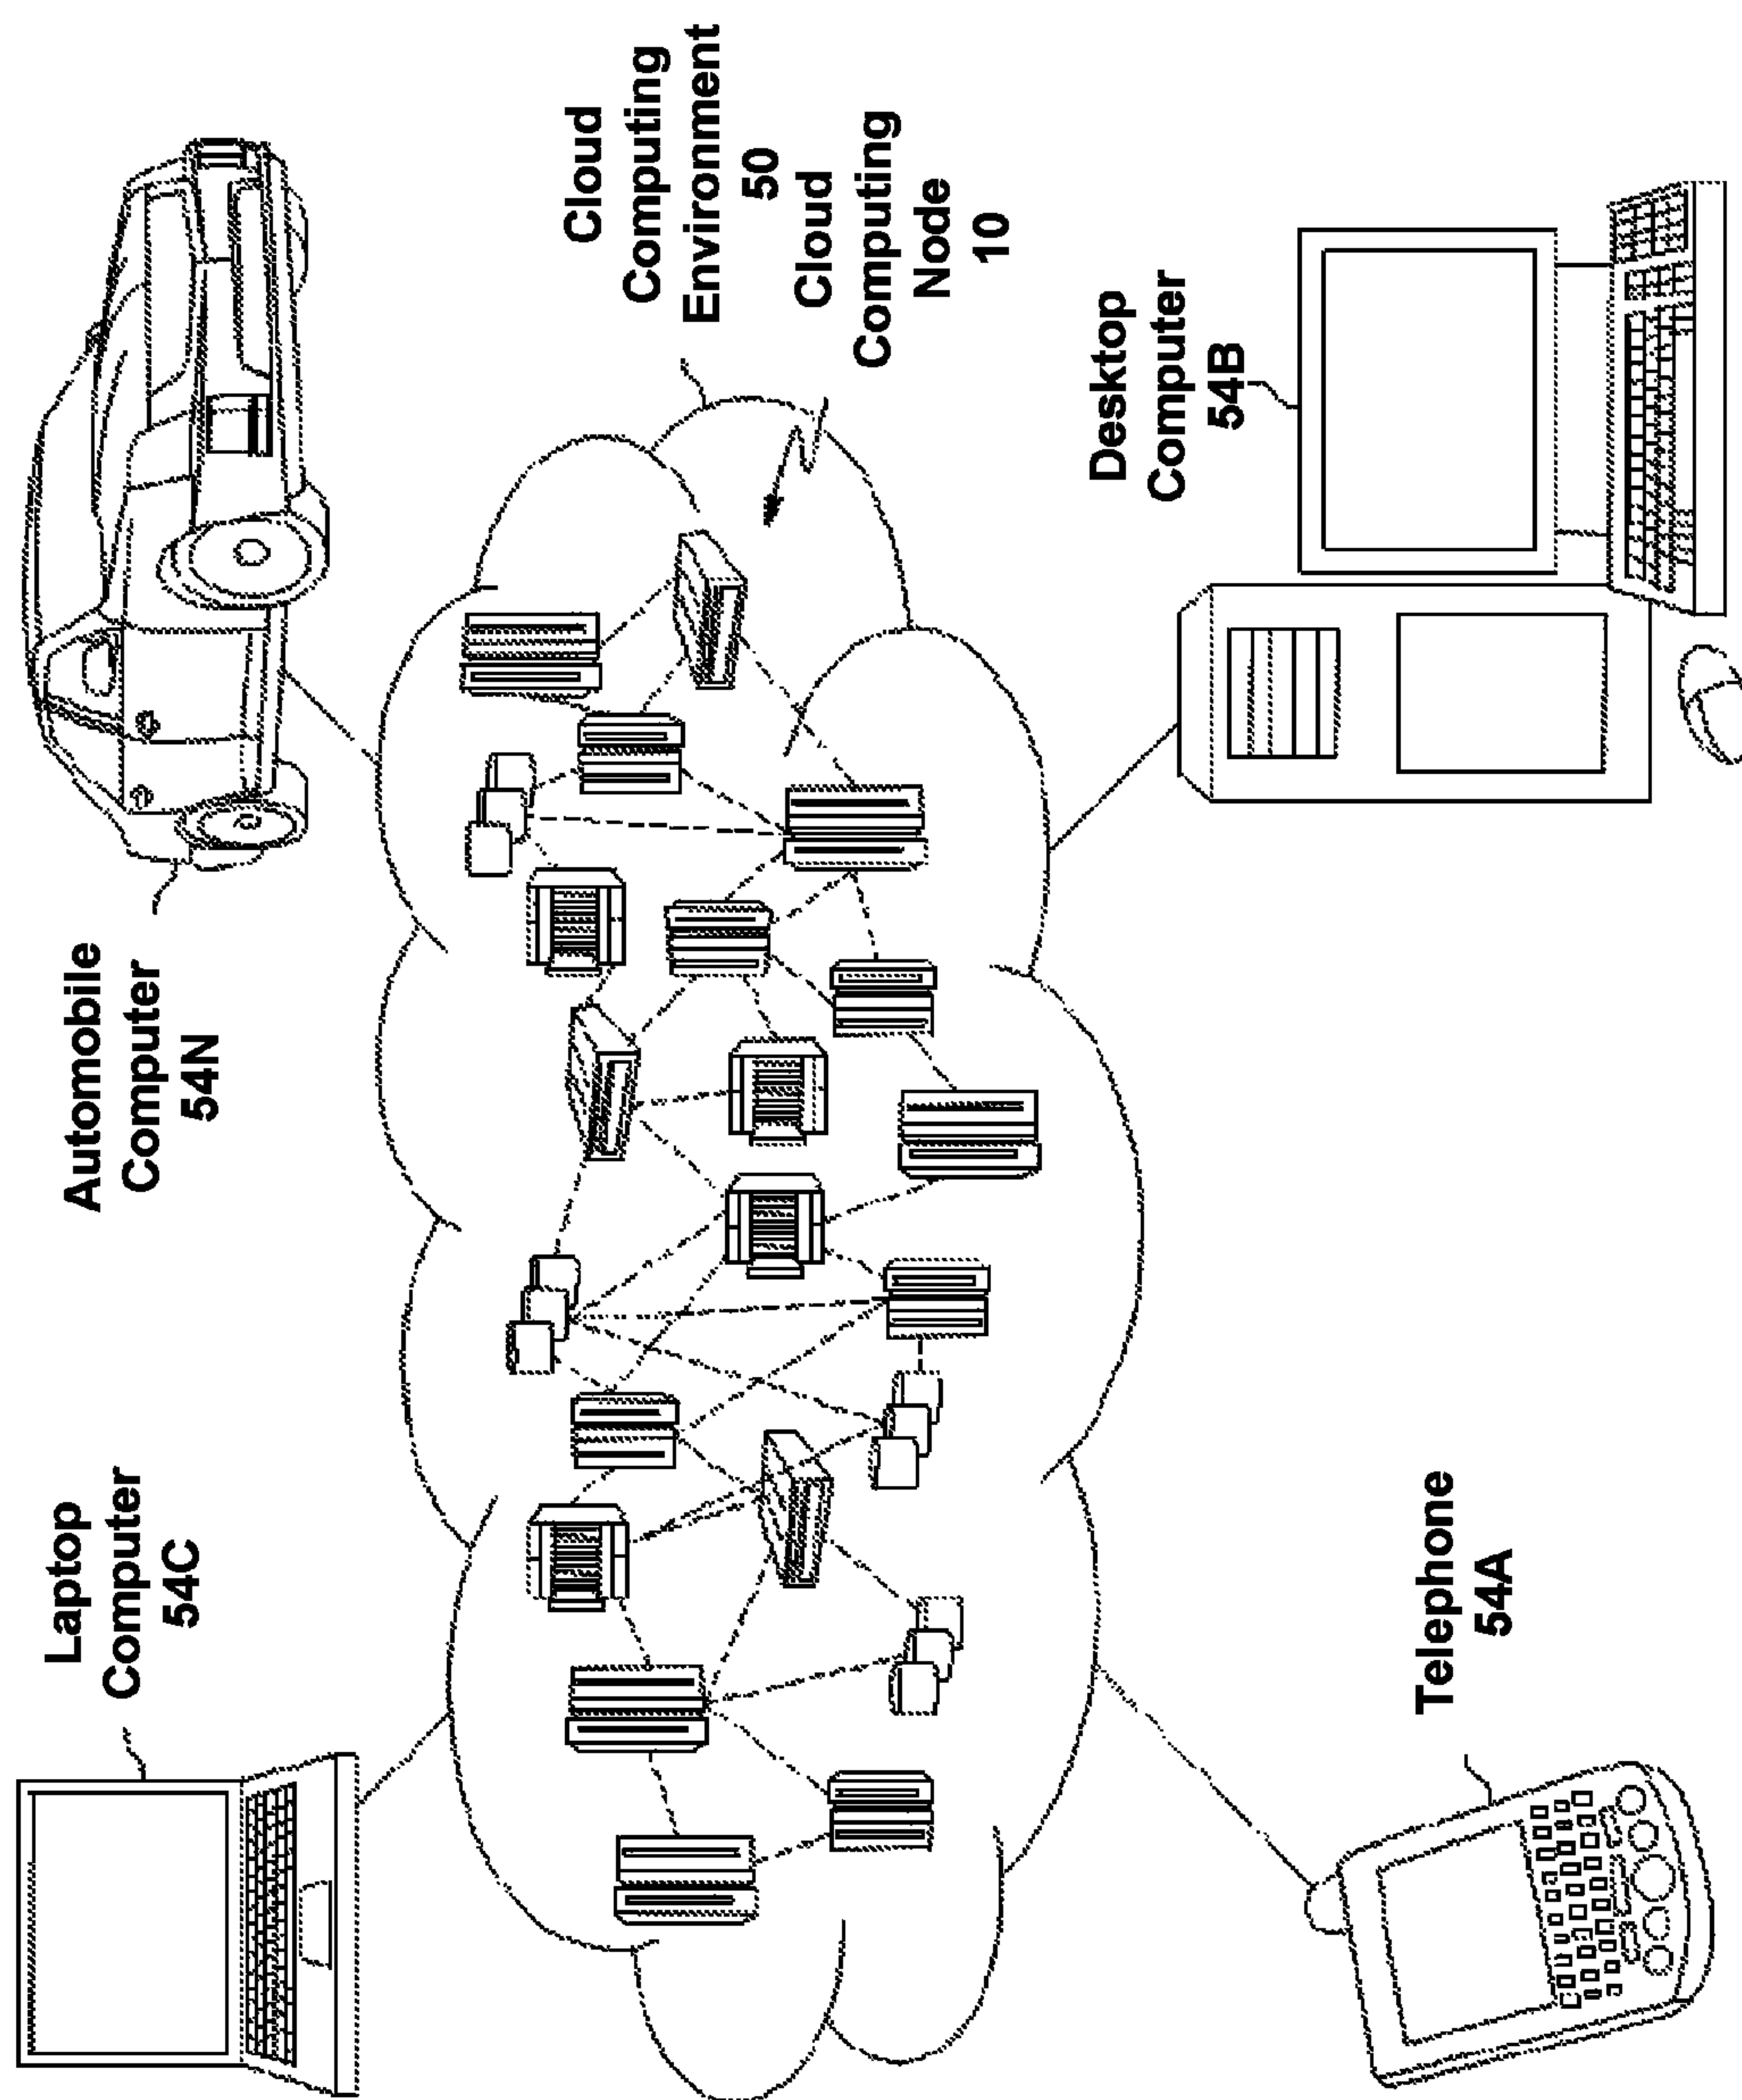 Laptop
Computer
54C
Automobile
Computer
54N
Cloud
Computing
Environment
50
Cloud
Computing
Node
10
Telephone
54A
Desktop
Computer
54B